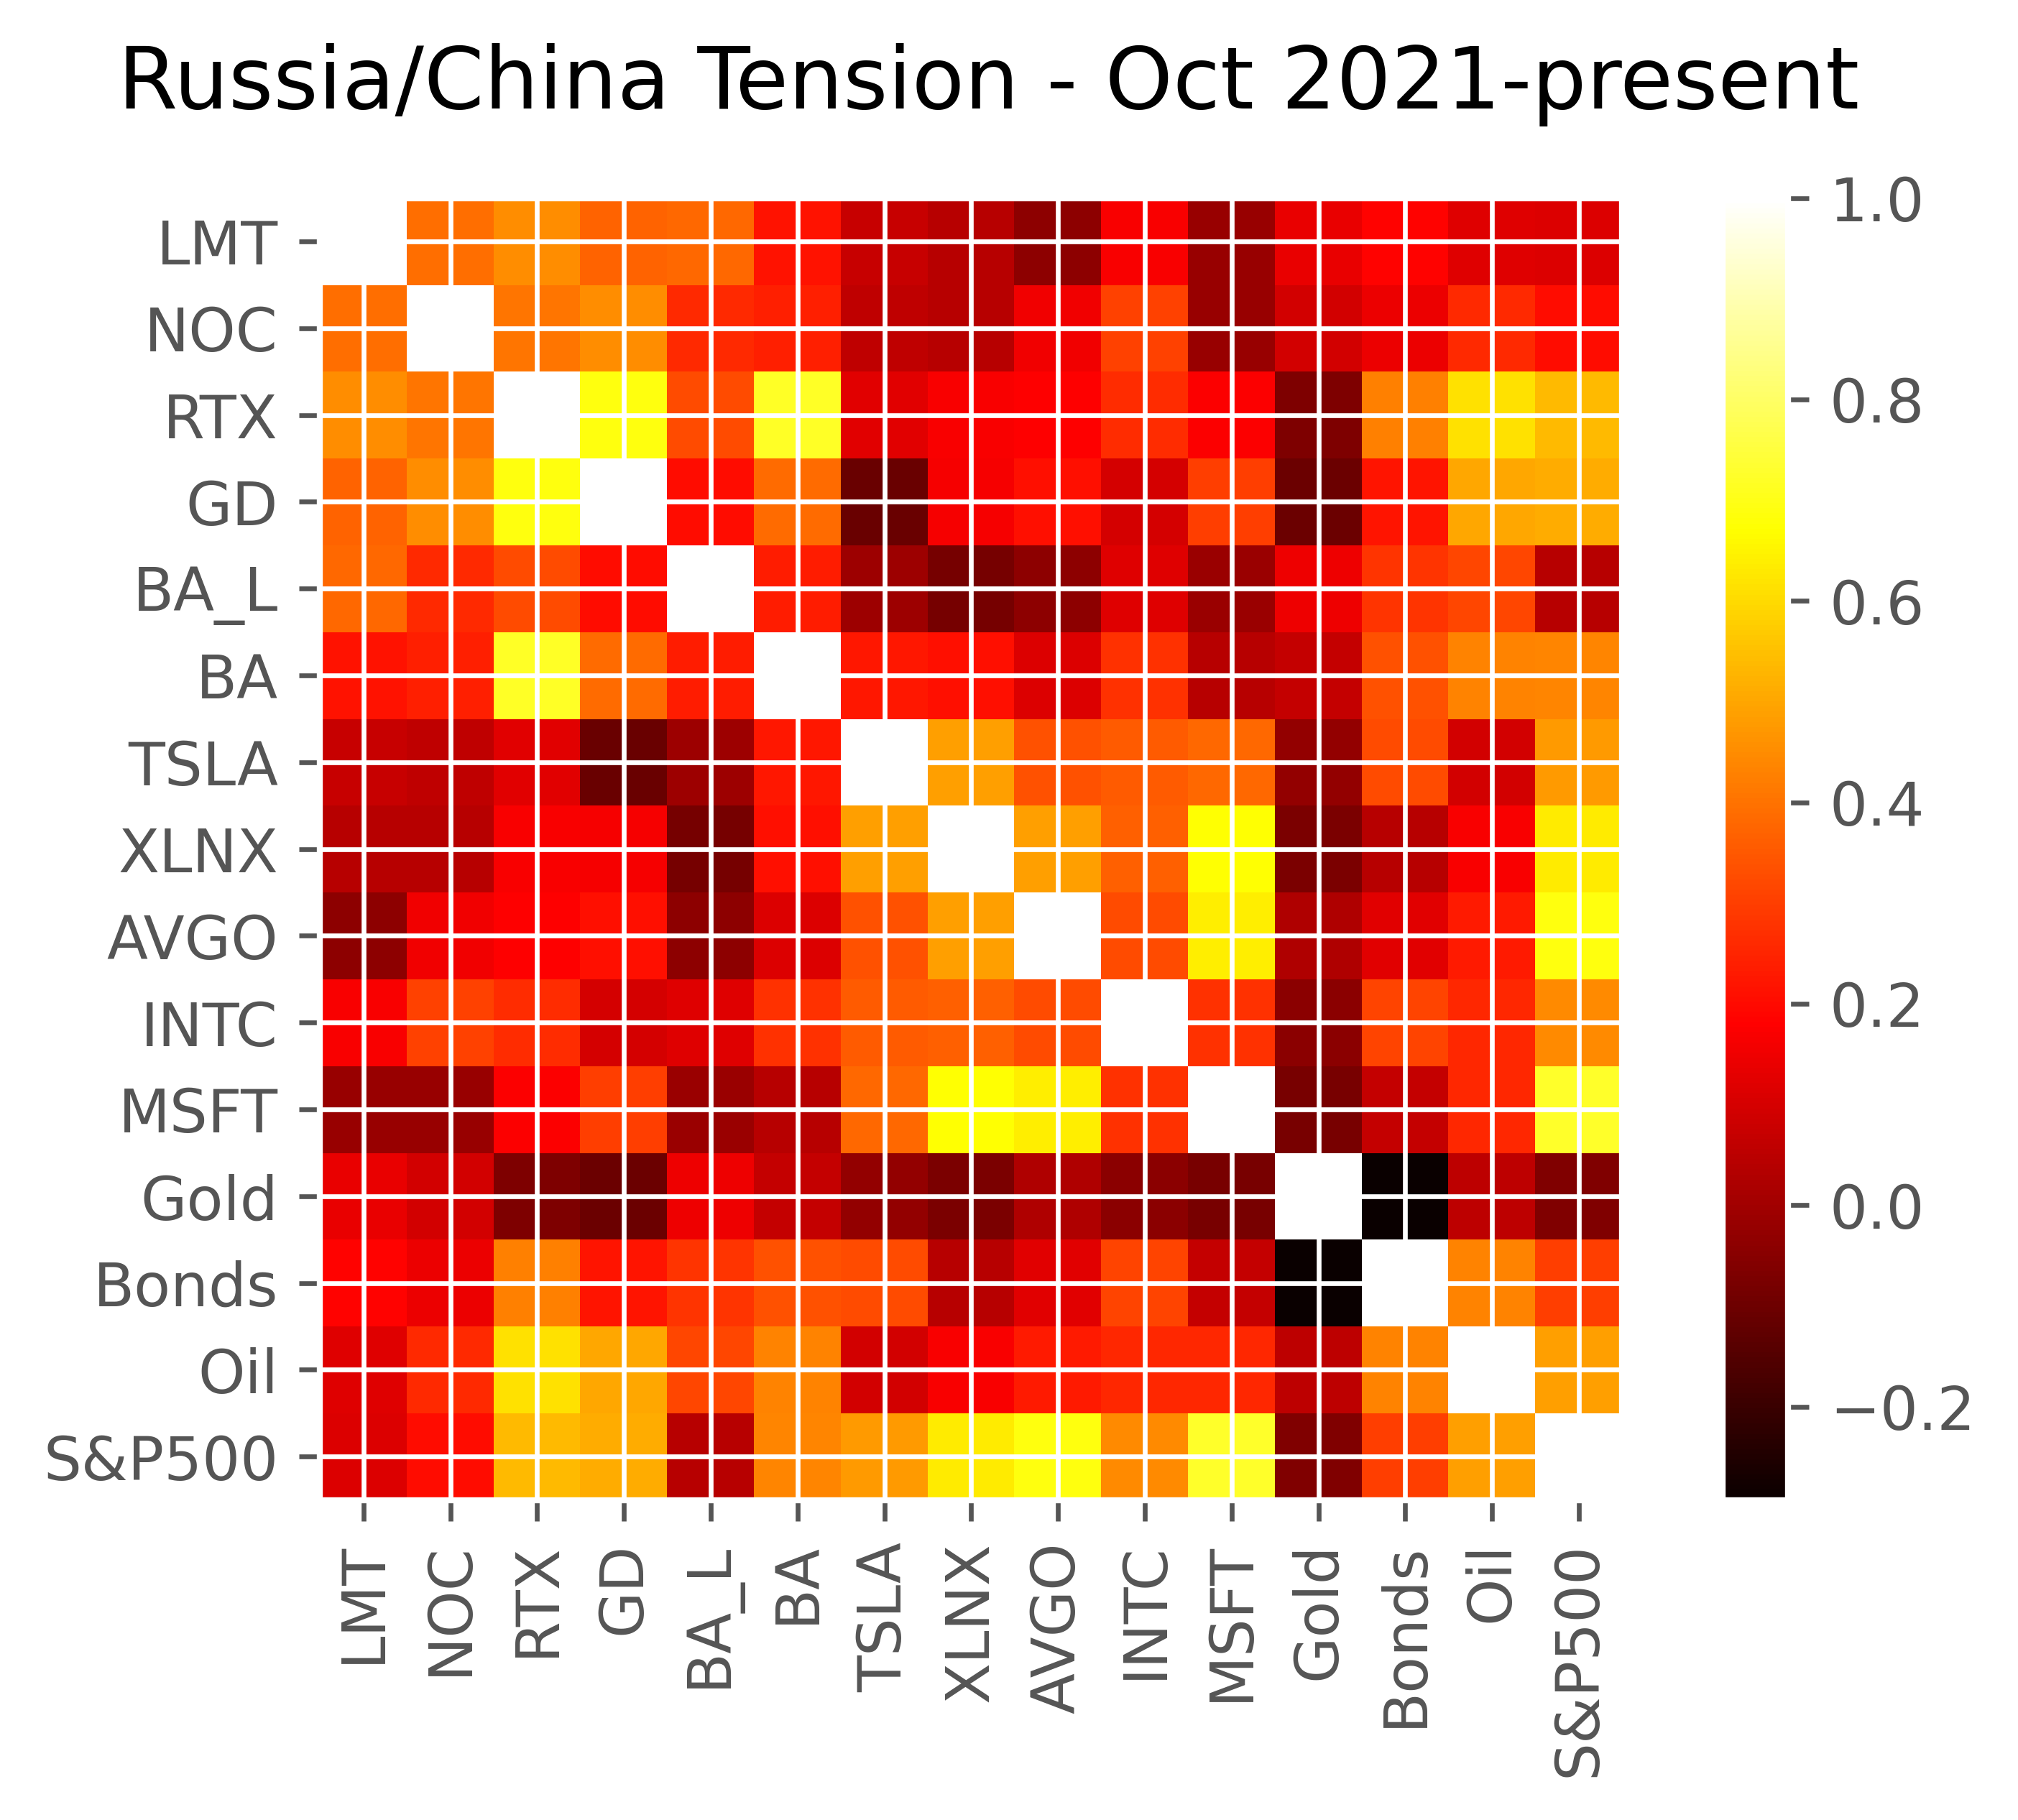 Russia/China Tension - Oct 2021-present
LMT
NOC
RTX
GD
BA_L
BA
TSLA
XLNX
AVGO
INTC
MSFT
Gold
Bonds
Oil
S&P500
LMT
NOC
RTX
GD
BA_L
BA
TSLA
XLNX
AVGO
INTC
MSFT
Gold
Bonds
Oil
S&P500
1.0
0.8
0.6
0.4
0.2
0.0
−0.2